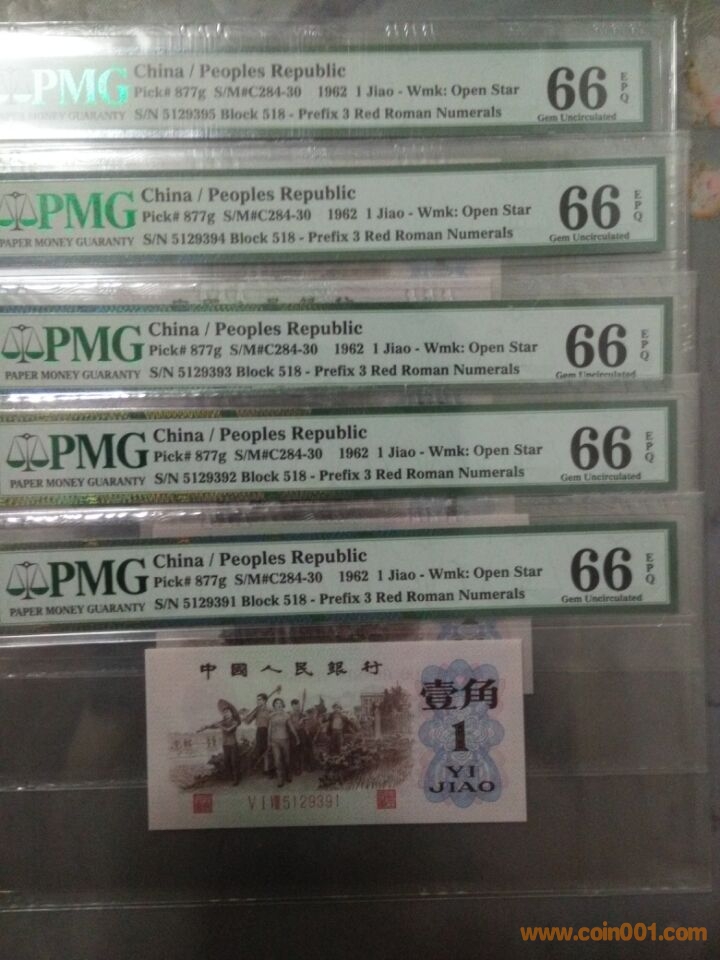 PMG
China / Peoples Republic
Pick# 877g S/M#C284-30 1962 1 Jiao - Wmk: Open Star
S/N 5129395 Block 518 - Prefix 3 Red Roman Numerals
66
EPQ
Gem Uncirculated
PAPER MONEY GUARANTY
PMG
PAPER MONEY GUARANTY
China / Peoples Republic
Pick# 877g S/M#C284-30 1962 1 Jiao - Wmk: Open Star
S/N 5129394 Block 518 - Prefix 3 Red Roman Numerals
66
EPQ
Gem Uncirculated
PMG
PAPER MONEY GUARANTY
China / Peoples Republic
Pick# 877g S/M#C284-30 1962 1 Jiao - Wmk: Open Star
S/N 5129393 Block 518 - Prefix 3 Red Roman Numerals
66
EPQ
Gem Uncirculated
PMG
PAPER MONEY GUARANTY
China / Peoples Republic
Pick# 877g S/M#C284-30 1962 1 Jiao - Wmk: Open Star
S/N 5129392 Block 518 - Prefix 3 Red Roman Numerals
66
EPQ
Gem Uncirculated
PMG
PAPER MONEY GUARANTY
China / Peoples Republic
Pick# 877g S/M#C284-30 1962 1 Jiao - Wmk: Open Star
S/N 5129391 Block 518 - Prefix 3 Red Roman Numerals
66
EPQ
Gem Uncirculated
中國人民銀行
壹角
1
YI
JIAO
V I VIII 5129391
www.coin001.com